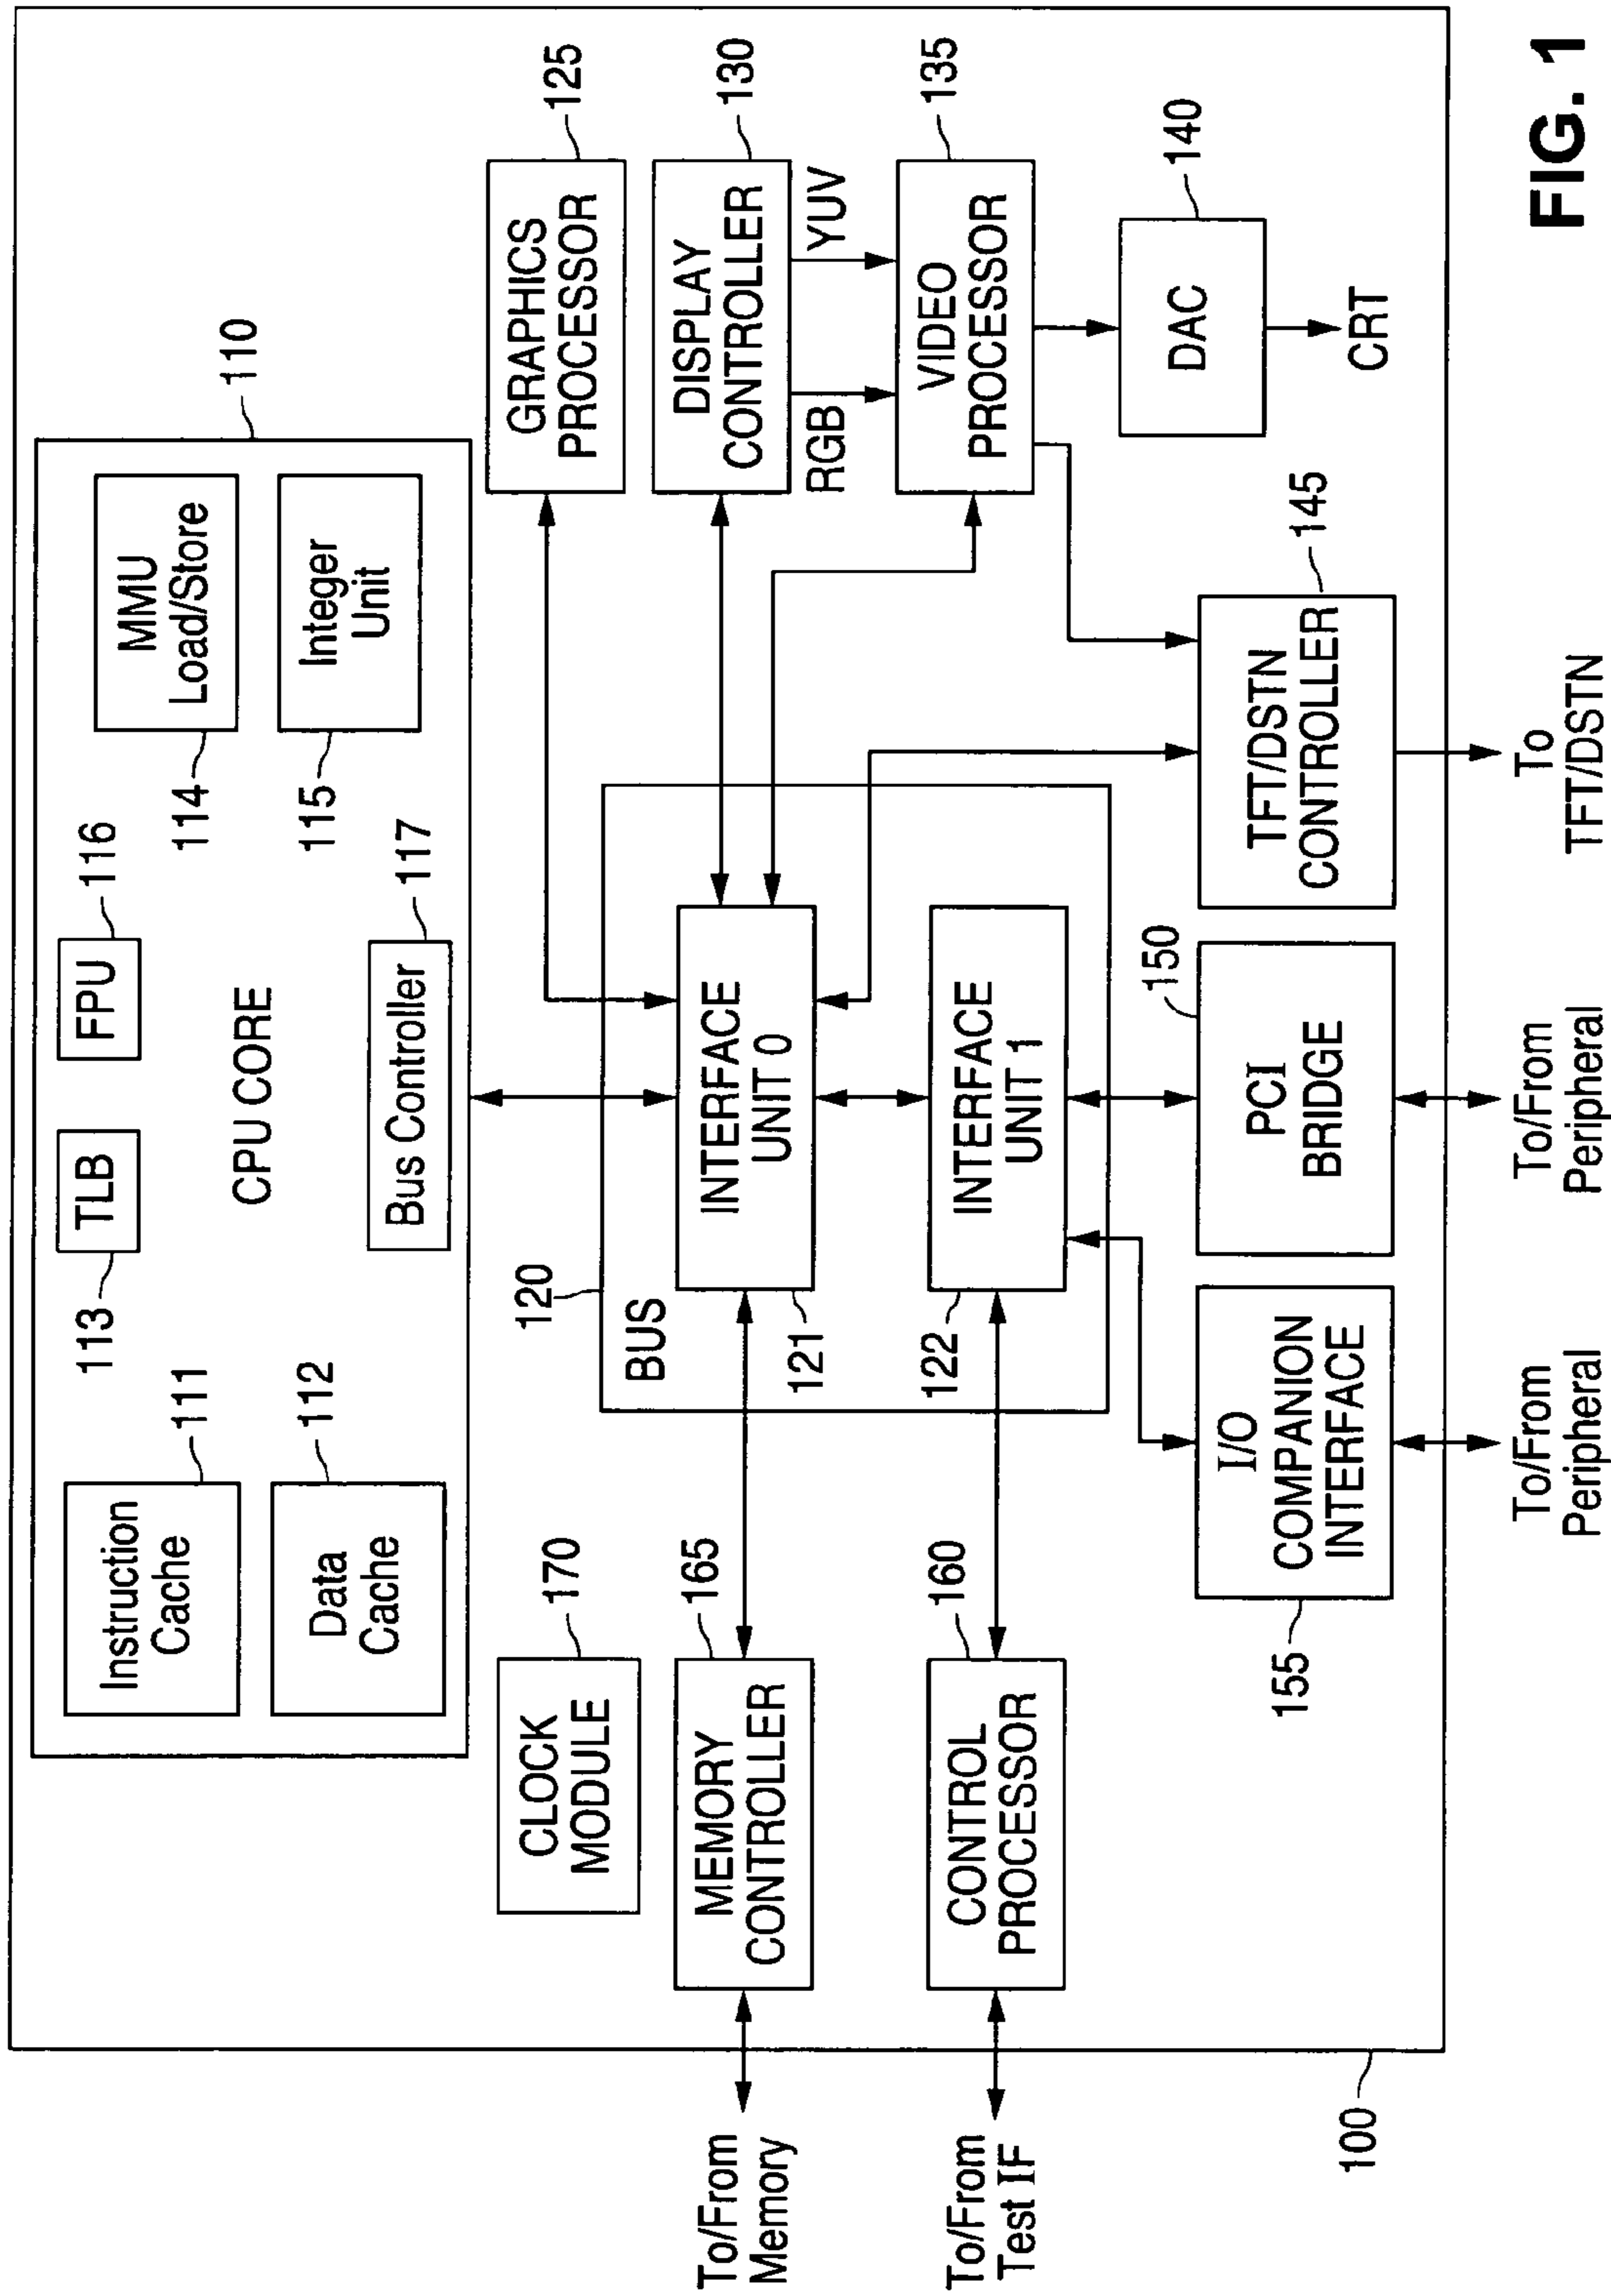 110
Instruction
Cache
111
Data
Cache
112
TLB
113
FPU
116
CPU CORE
Bus Controller
117
MMU
Load/Store
114
Integer
Unit
115
CLOCK
MODULE
170
120
BUS
GRAPHICS
PROCESSOR
125
To/From
Memory
MEMORY
CONTROLLER
165
INTERFACE
UNIT 0
121
DISPLAY
CONTROLLER
130
RGB
YUV
To/From
Test IF
CONTROL
PROCESSOR
160
INTERFACE
UNIT 1
122
VIDEO
PROCESSOR
135
I/O
COMPANION
INTERFACE
155
PCI
BRIDGE
150
TFT/DSTN
CONTROLLER
145
DAC
140
CRT
100
To/From
Peripheral
To/From
Peripheral
To
TFT/DSTN
FIG. 1